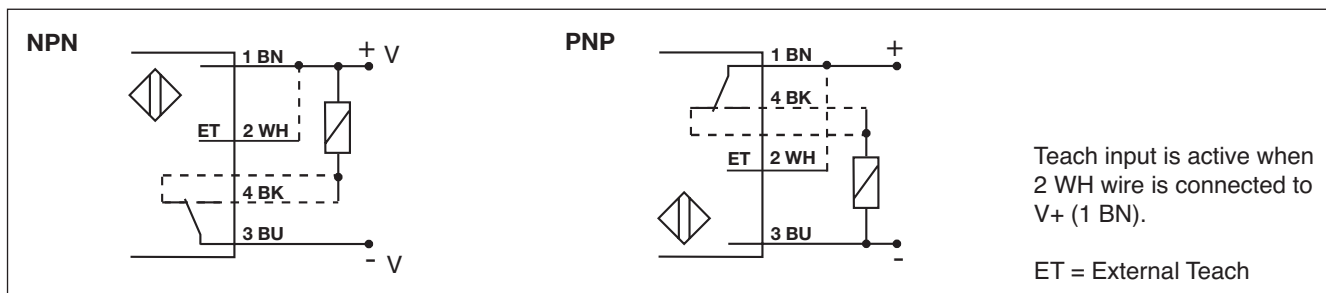 NPN
1 BN
+ V
ET 2 WH
4 BK
3 BU
- V
PNP
1 BN
+
4 BK
ET 2 WH
3 BU
-
Teach input is active when
2 WH wire is connected to
V+ (1 BN).
ET = External Teach